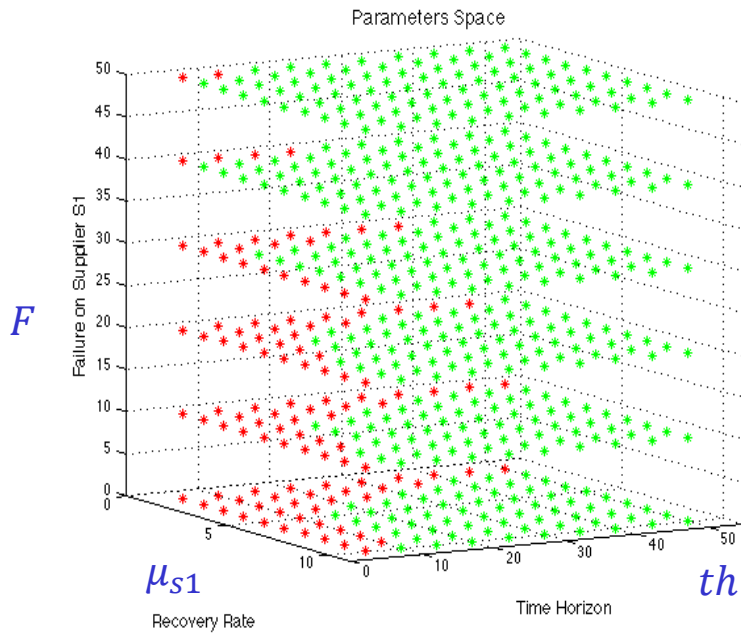 Parameters Space
50
45
40
35
30
25
20
15
10
5
0
F
Failure on Supplier S1
0
5
10
μs1
Recovery Rate
0
10
20
30
40
50
th
Time Horizon